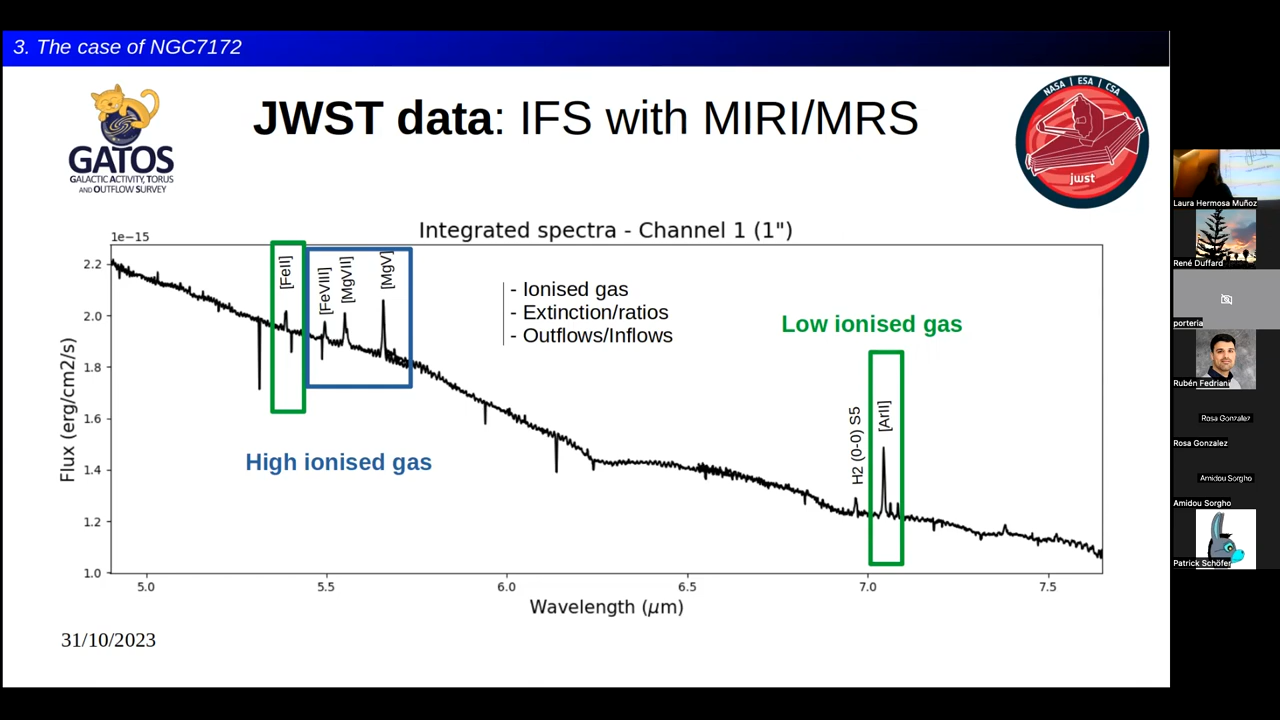 3. The case of NGC7172
JWST data: IFS with MIRI/MRS
GATOS
GALACTIC ACTIVITY, TORUS
AND OUTFLOW SURVEY
NASA | ESA | CSA
jwst
Integrated spectra - Channel 1 (1")
1e−15
[FeII]
[FeVIII]
[MgVII]
[MgV]
- Ionised gas
- Extinction/ratios
- Outflows/Inflows
Low ionised gas
High ionised gas
H2 (0-0) S5
[ArII]
Flux (erg/cm2/s)
2.2
2.0
1.8
1.6
1.4
1.2
1.0
5.0 5.5 6.0 6.5 7.0 7.5
Wavelength (μm)
31/10/2023
Laura Hermosa Muñoz
René Duffard
porteria
Rubén Fedriani
Rosa Gonzalez
Rosa Gonzalez
Amidou Sorgho
Amidou Sorgho
Patrick Schöfer